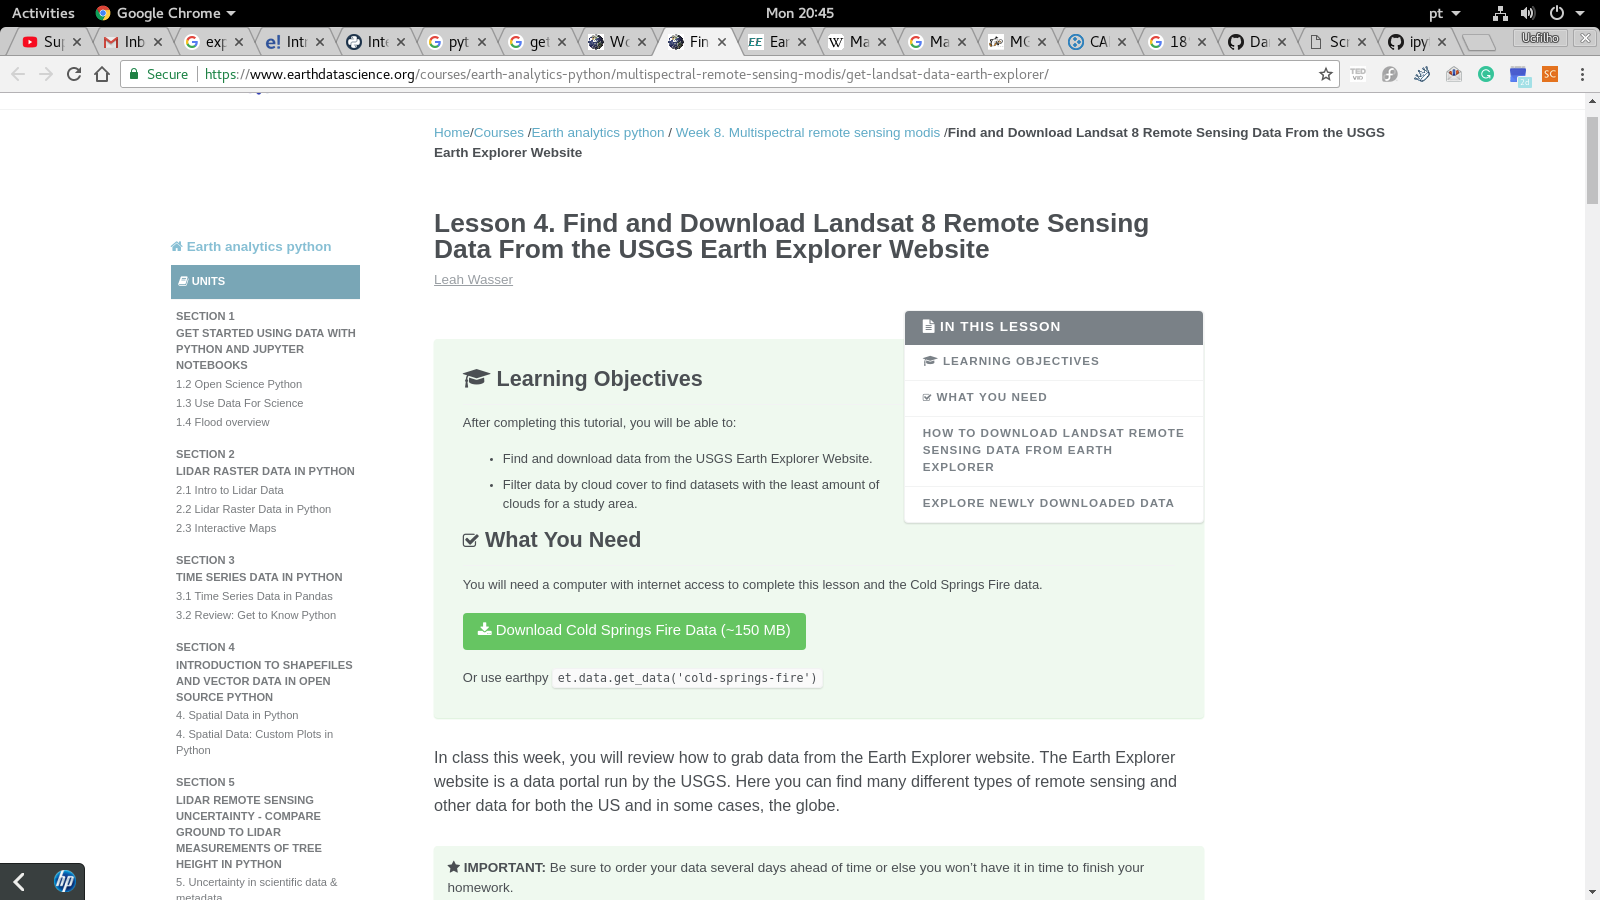 Activities Google Chrome Mon 20:45 pt
Sup Inb exp Intr Inte pyt get Wo Fin Ear Ma Ma MO CAI 18 Da Scr ipy Ucfilho
Secure https://www.earthdatascience.org/courses/earth-analytics-python/multispectral-remote-sensing-modis/get-landsat-data-earth-explorer/
Home/Courses /Earth analytics python / Week 8. Multispectral remote sensing modis /Find and Download Landsat 8 Remote Sensing Data From the USGS
Earth Explorer Website
Earth analytics python
UNITS
SECTION 1
GET STARTED USING DATA WITH
PYTHON AND JUPYTER
NOTEBOOKS
1.2 Open Science Python
1.3 Use Data For Science
1.4 Flood overview
SECTION 2
LIDAR RASTER DATA IN PYTHON
2.1 Intro to Lidar Data
2.2 Lidar Raster Data in Python
2.3 Interactive Maps
SECTION 3
TIME SERIES DATA IN PYTHON
3.1 Time Series Data in Pandas
3.2 Review: Get to Know Python
SECTION 4
INTRODUCTION TO SHAPEFILES
AND VECTOR DATA IN OPEN
SOURCE PYTHON
4. Spatial Data in Python
4. Spatial Data: Custom Plots in
Python
SECTION 5
LIDAR REMOTE SENSING
UNCERTAINTY - COMPARE
GROUND TO LIDAR
MEASUREMENTS OF TREE
HEIGHT IN PYTHON
5. Uncertainty in scientific data &
metadata
Lesson 4. Find and Download Landsat 8 Remote Sensing
Data From the USGS Earth Explorer Website
Leah Wasser
IN THIS LESSON
LEARNING OBJECTIVES
WHAT YOU NEED
HOW TO DOWNLOAD LANDSAT REMOTE
SENSING DATA FROM EARTH
EXPLORER
EXPLORE NEWLY DOWNLOADED DATA
Learning Objectives
After completing this tutorial, you will be able to:
• Find and download data from the USGS Earth Explorer Website.
• Filter data by cloud cover to find datasets with the least amount of
clouds for a study area.
What You Need
You will need a computer with internet access to complete this lesson and the Cold Springs Fire data.
Download Cold Springs Fire Data (~150 MB)
Or use earthpy et.data.get_data('cold-springs-fire')
In class this week, you will review how to grab data from the Earth Explorer website. The Earth Explorer
website is a data portal run by the USGS. Here you can find many different types of remote sensing and
other data for both the US and in some cases, the globe.
IMPORTANT: Be sure to order your data several days ahead of time or else you won’t have it in time to finish your
homework.
hp